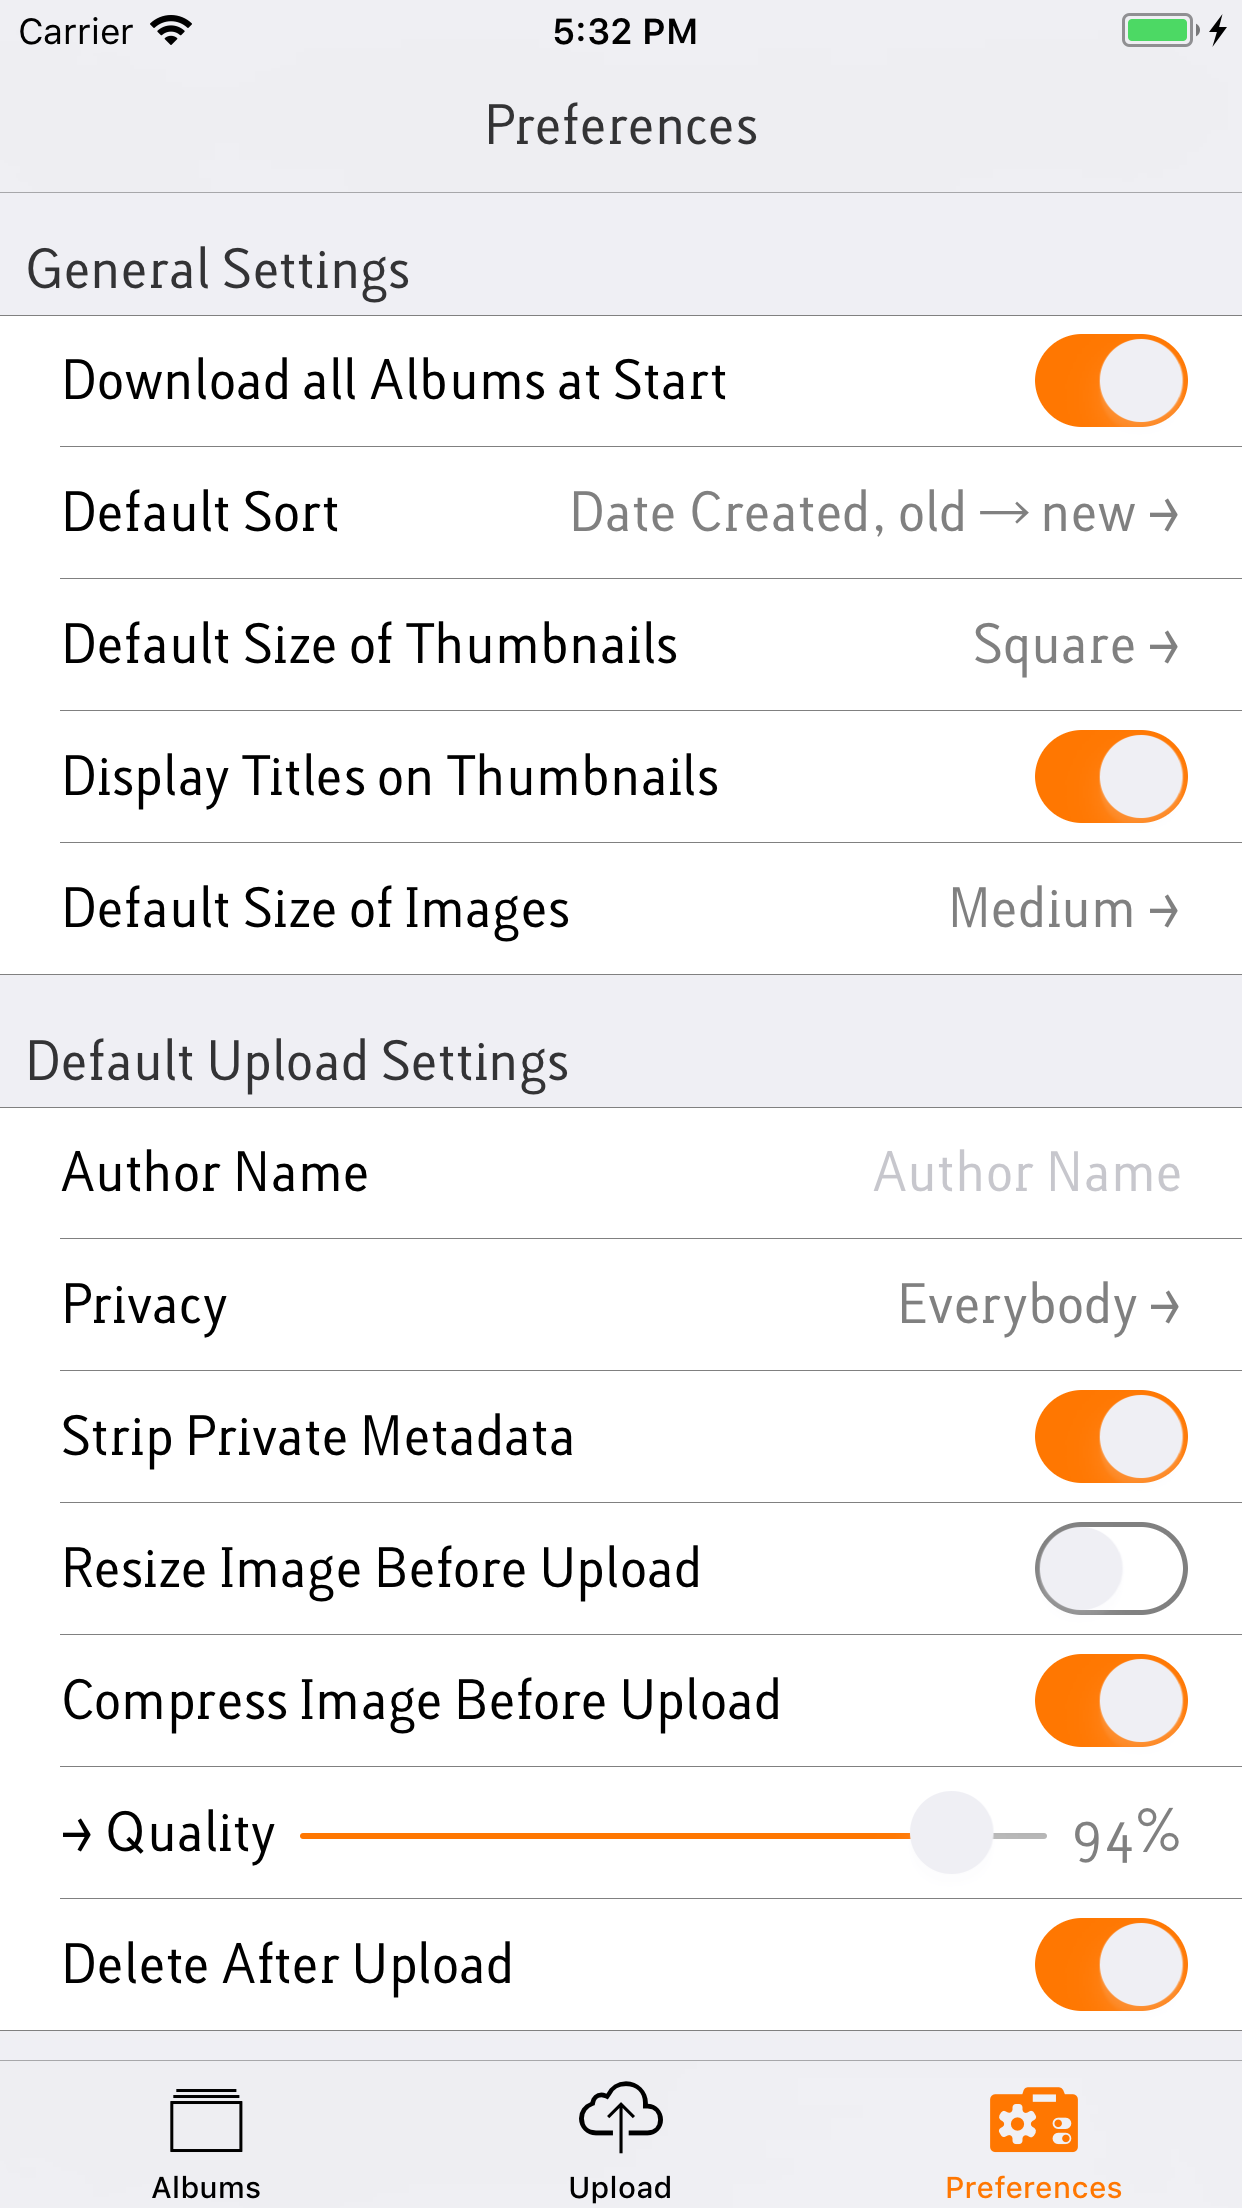 Carrier 5:32 PM
Preferences
General Settings
Download all Albums at Start
Default Sort Date Created, old → new →
Default Size of Thumbnails Square →
Display Titles on Thumbnails
Default Size of Images Medium →
Default Upload Settings
Author Name Author Name
Privacy Everybody →
Strip Private Metadata
Resize Image Before Upload
Compress Image Before Upload
→ Quality 94%
Delete After Upload
Albums Upload Preferences